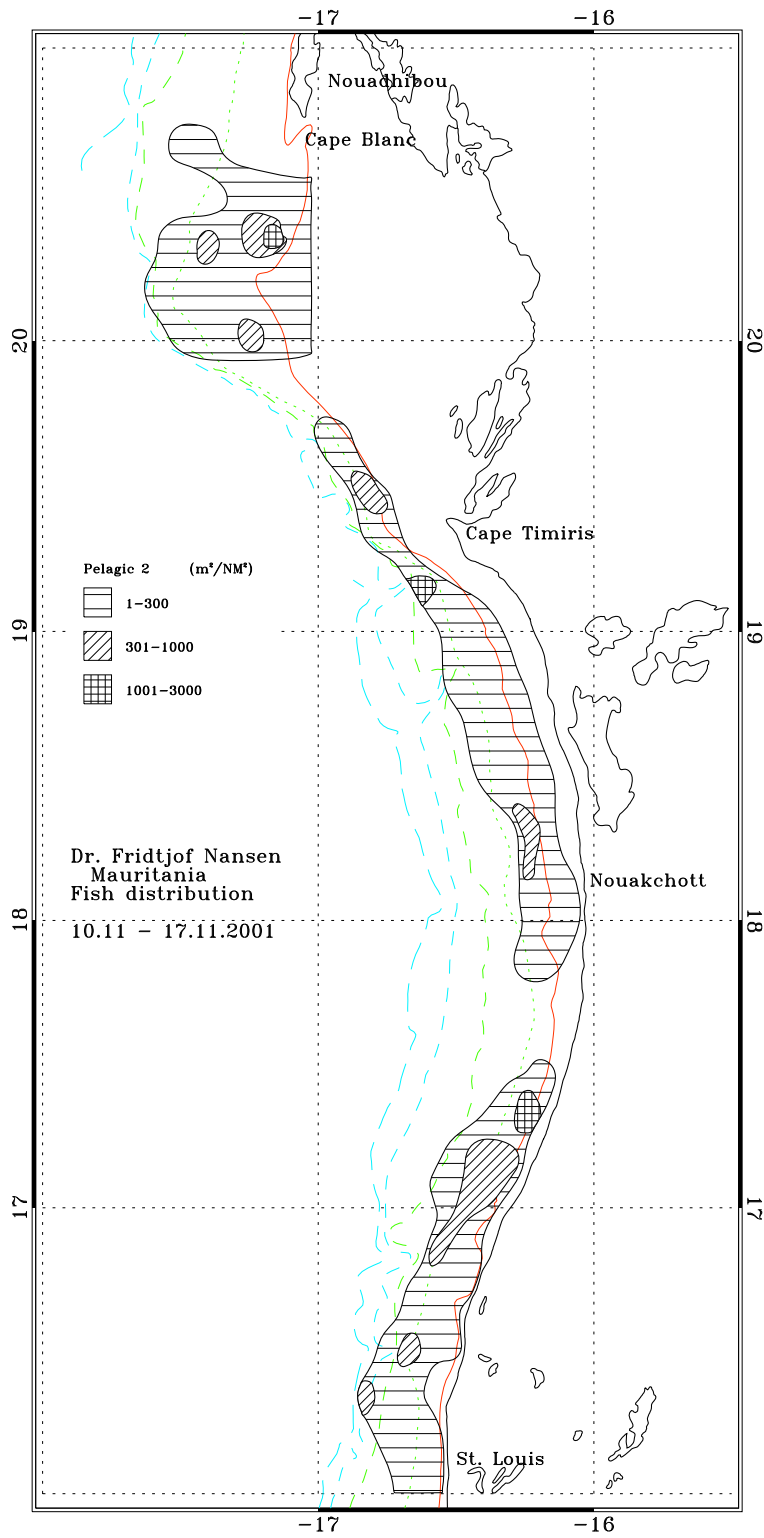 -17 -16
Nouadhibou
Cape Blanc
20 20
Cape Timiris
Pelagic 2 (m²/NM²)
1-300
19 19
301-1000
1001-3000
Dr. Fridtjof Nansen
Mauritania
Fish distribution
Nouakchott
18 18
10.11 - 17.11.2001
17 17
St. Louis
-17 -16